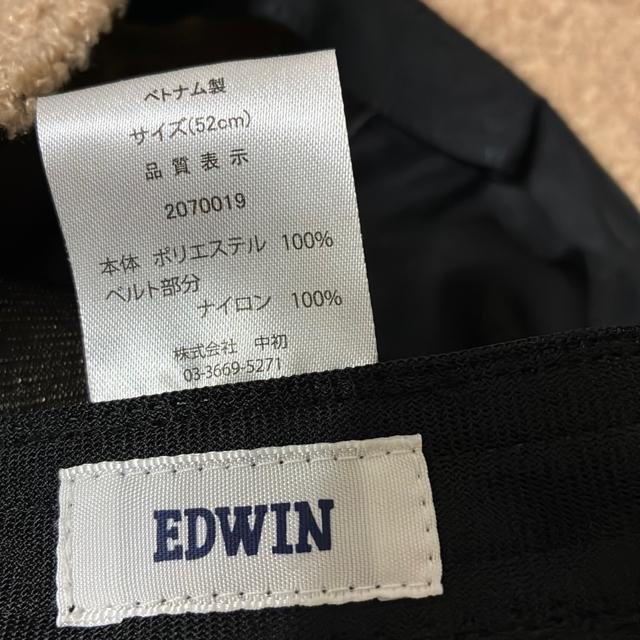 ベトナム製
サイズ(52cm)
品質表示
2070019
本体 ポリエステル 100%
ベルト部分
ナイロン 100%
株式会社 中初
03-3669-5271
EDWIN